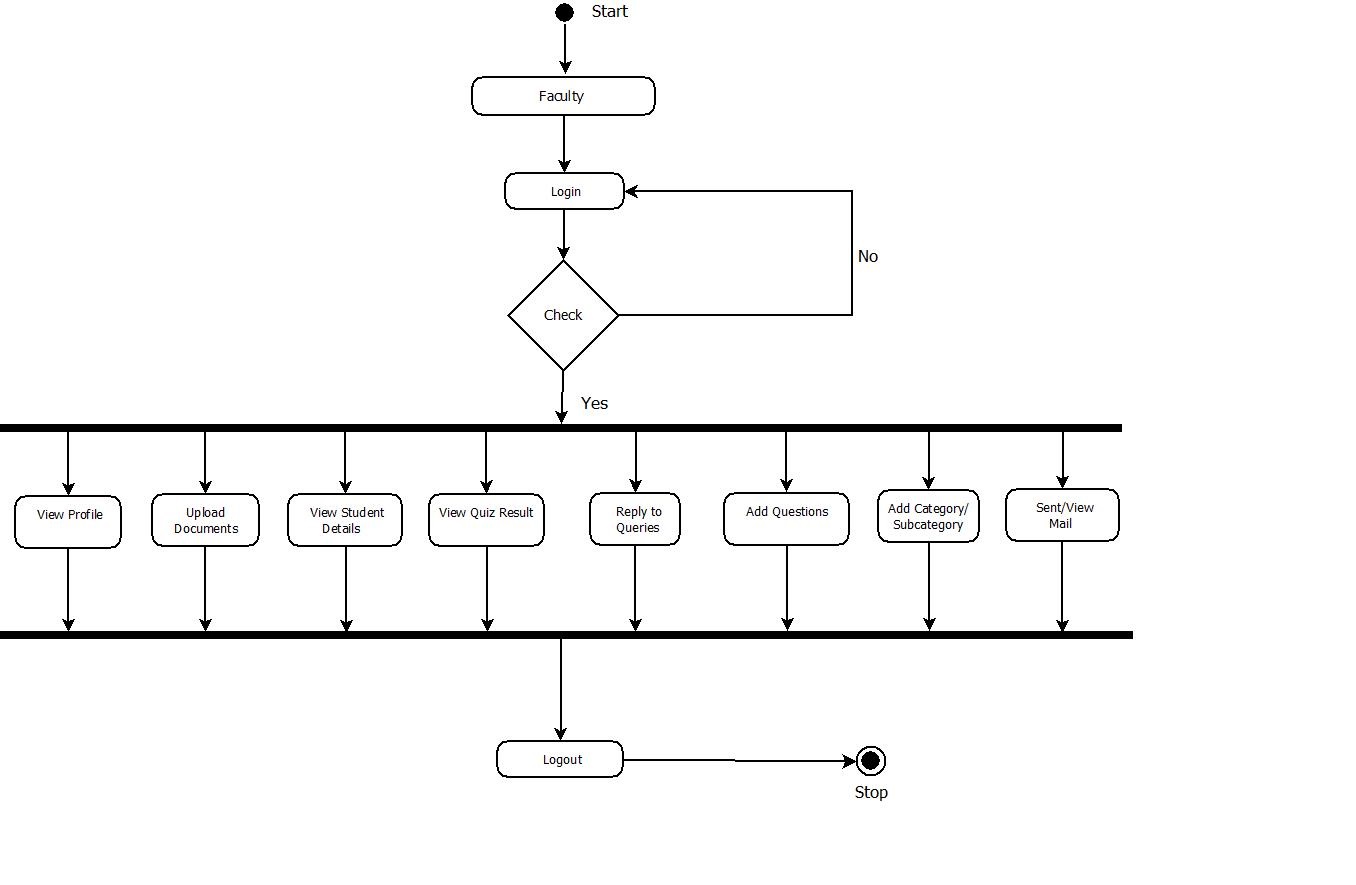 Start
Faculty
Login
No
Check
Yes
View Profile
Upload
Documents
View Student
Details
View Quiz Result
Reply to
Queries
Add Questions
Add Category/
Subcategory
Sent/View
Mail
Logout
Stop